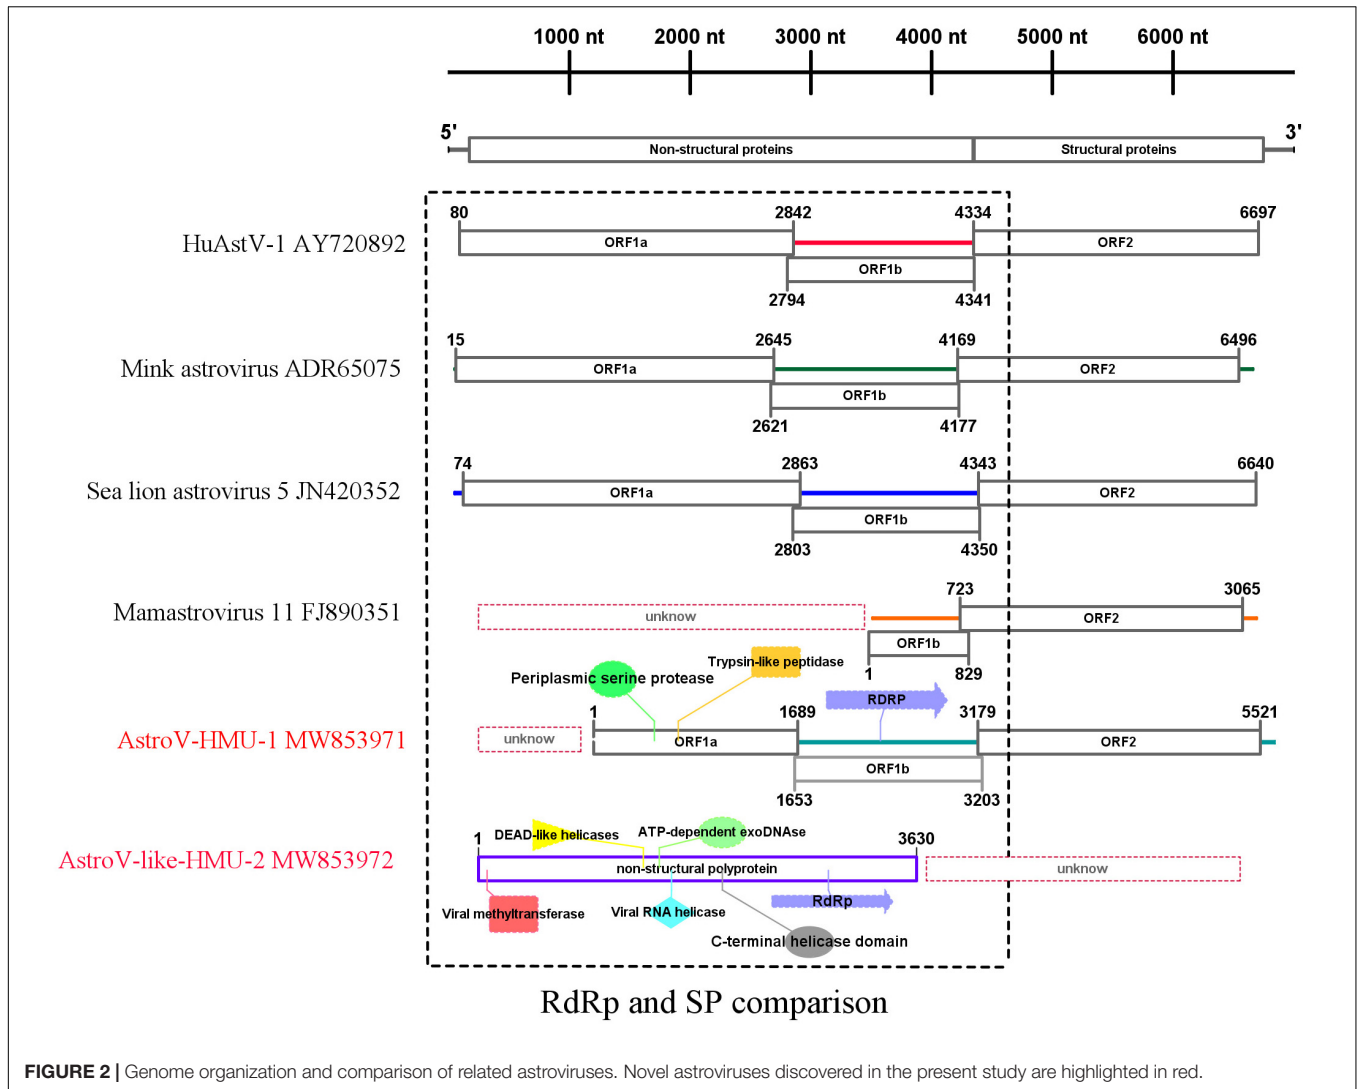 1000 nt 2000 nt 3000 nt 4000 nt 5000 nt 6000 nt
5' 3'
Non-structural proteins Structural proteins
80 2842 4334 6697
HuAstV-1 AY720892 ORF1a ORF2
ORF1b
2794 4341
15 2645 4169 6496
Mink astrovirus ADR65075 ORF1a ORF2
ORF1b
2621 4177
74 2863 4343 6640
Sea lion astrovirus 5 JN420352 ORF1a ORF2
ORF1b
2803 4350
723 3065
Mamastrovirus 11 FJ890351 unknow ORF2
ORF1b
1 829
Trypsin-like peptidase
Periplasmic serine protease
RDRP
1 1689 3179 5521
AstroV-HMU-1 MW853971 unknow ORF1a ORF2
ORF1b
1653 3203
DEAD-like helicases ATP-dependent exoDNAse
1 3630
AstroV-like-HMU-2 MW853972 non-structural polyprotein unknow
RdRp
Viral methyltransferase Viral RNA helicase
C-terminal helicase domain
RdRp and SP comparison
FIGURE 2 | Genome organization and comparison of related astroviruses. Novel astroviruses discovered in the present study are highlighted in red.